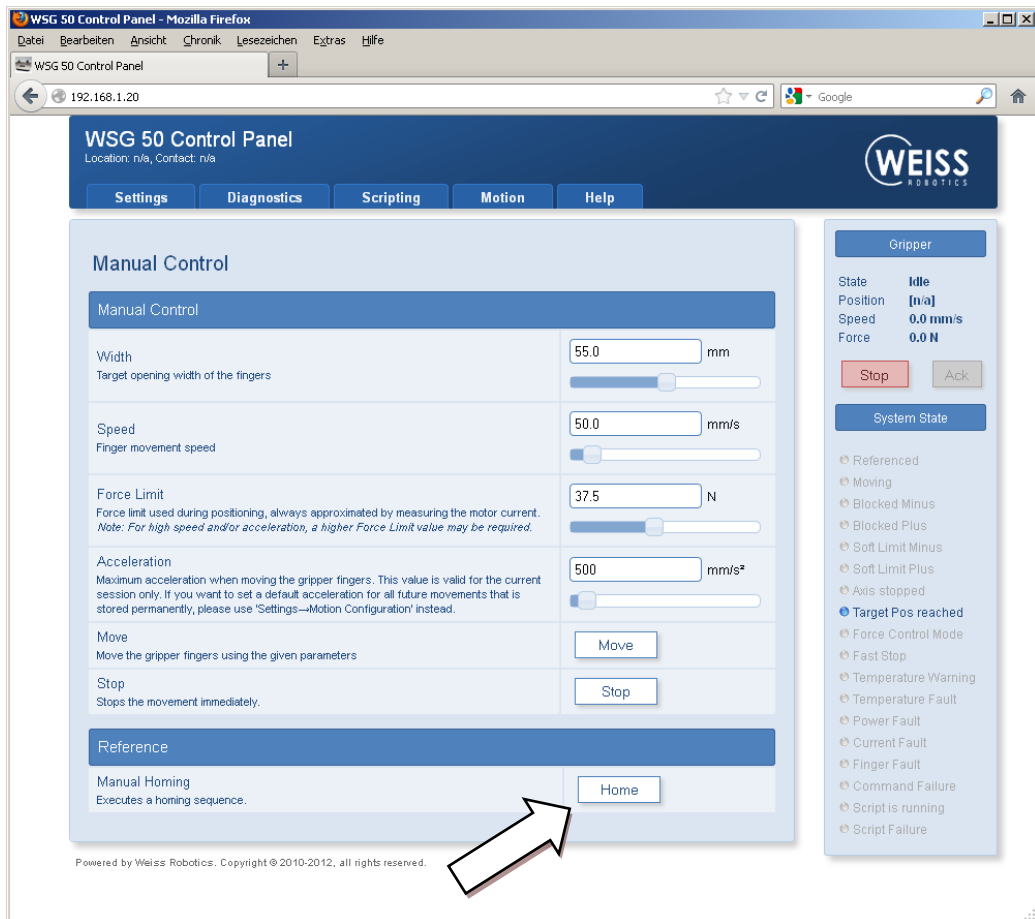 WSG 50 Control Panel - Mozilla Firefox
Datei Bearbeiten Ansicht Chronik Lesezeichen Extras Hilfe
WSG 50 Control Panel
192.168.1.20
Google
WSG 50 Control Panel
Location: n/a, Contact: n/a
WEISS
ROBOTICS
Settings Diagnostics Scripting Motion Help
Manual Control
Manual Control
Width
Target opening width of the fingers
55.0 mm
Speed
Finger movement speed
50.0 mm/s
Force Limit
Force limit used during positioning, always approximated by measuring the motor current.
Note: For high speed and/or acceleration, a higher Force Limit value may be required.
37.5 N
Acceleration
Maximum acceleration when moving the gripper fingers. This value is valid for the current
session only. If you want to set a default acceleration for all future movements that is
stored permanently, please use 'Settings→Motion Configuration' instead.
500 mm/s²
Move
Move the gripper fingers using the given parameters
Move
Stop
Stops the movement immediately.
Stop
Reference
Manual Homing
Executes a homing sequence.
Home
Powered by Weiss Robotics. Copyright © 2010-2012, all rights reserved.
Gripper
State Idle
Position [n/a]
Speed 0.0 mm/s
Force 0.0 N
Stop Ack
System State
Referenced
Moving
Blocked Minus
Blocked Plus
Soft Limit Minus
Soft Limit Plus
Axis stopped
Target Pos reached
Force Control Mode
Fast Stop
Temperature Warning
Temperature Fault
Power Fault
Current Fault
Finger Fault
Command Failure
Script is running
Script Failure